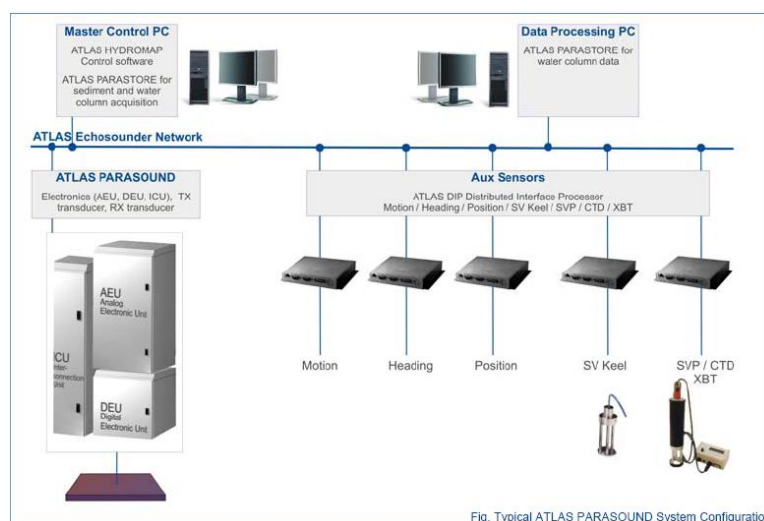 Master Control PC
ATLAS HYDROMAP
Control software
ATLAS PARASTORE for
sediment and water
column acquisition
Data Processing PC
ATLAS PARASTORE for
water column data
ATLAS Echosounder Network
ATLAS PARASOUND
Electronics (AEU, DEU, ICU), TX
transducer, RX transducer
Aux Sensors
ATLAS DIP Distributed Interface Processor
Motion / Heading / Position / SV Keel / SVP / CTD / XBT
AEU
Analog
Electronic Unit
ICU
Inter-
connection
Unit
DEU
Digital
Electronic Unit
Motion
Heading
Position
SV Keel
SVP / CTD
XBT
Fig. Typical ATLAS PARASOUND System Configuratio